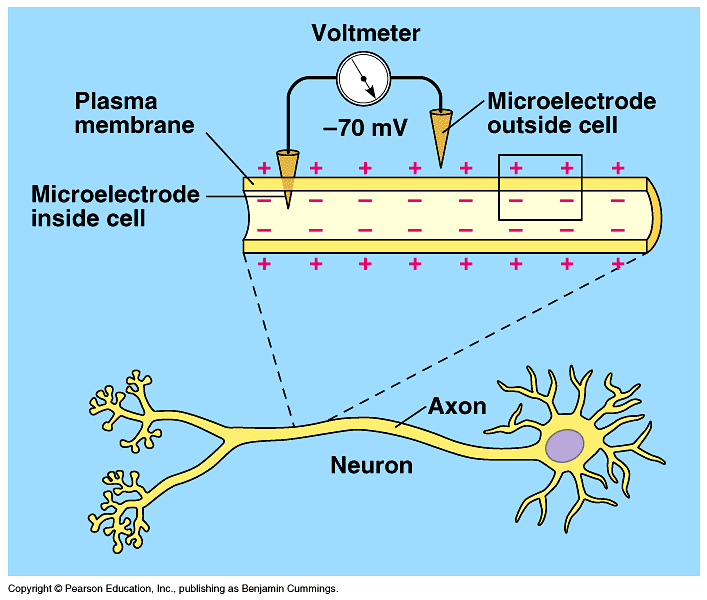 Voltmeter
Plasma
membrane
–70 mV
Microelectrode
outside cell
Microelectrode
inside cell
+ + + + + + + +
– – – – – – – –
– – – – – – – –
+ + + + + + + +
Axon
Neuron
Copyright © Pearson Education, Inc., publishing as Benjamin Cummings.